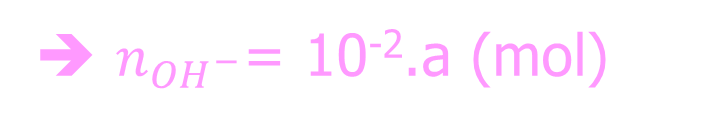 ➔ n_{OH⁻} = 10⁻².a (mol)